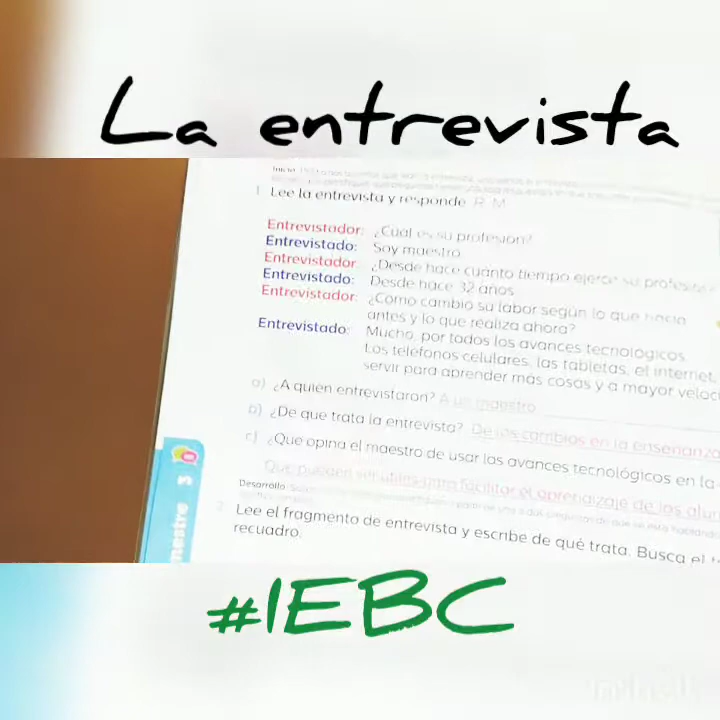 La entrevista
1. Lee la entrevista y responde. R. M.
Entrevistador: ¿Cuál es su profesión?
Entrevistado: Soy maestro
Entrevistador: ¿Desde hace cuánto tiempo ejerce su profesión?
Entrevistado: Desde hace 32 años
Entrevistador: ¿Cómo cambió su labor según lo que hacía
antes y lo que realiza ahora?
Entrevistado: Mucho, por todos los avances tecnológicos.
Los teléfonos celulares, las tabletas, el internet,
servir para aprender más cosas y a mayor veloci
a) ¿A quién entrevistaron? A un maestro
b) ¿De que trata la entrevista? De los cambios en la enseñanza
c) ¿Que opina el maestro de usar las avances tecnológicos en la
Que pueden ser útiles para facilitar el aprendizaje de los alum
Desarrollo:
2. Lee el fragmento de entrevista y escribe de qué trata. Busca el
recuadro.
mestre 3
#IEBC